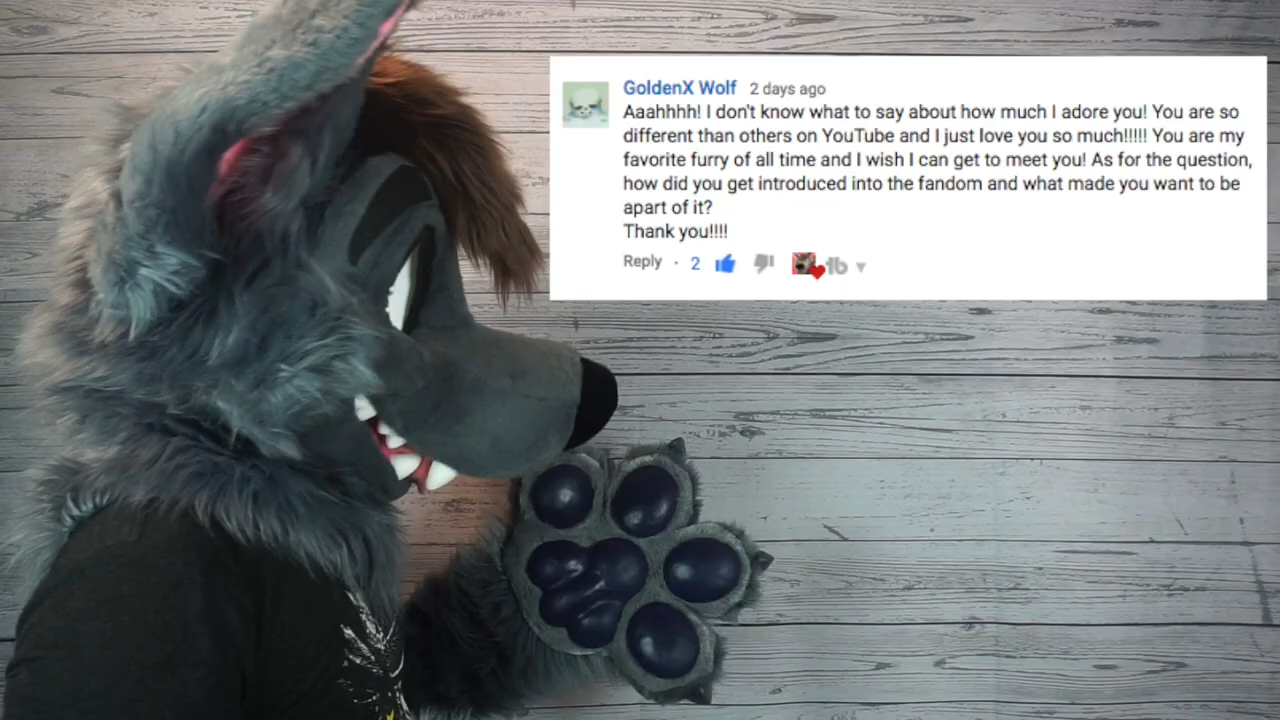 GoldenX Wolf 2 days ago
Aaahhhh! I don't know what to say about how much I adore you! You are so
different than others on YouTube and I just love you so much!!!!! You are my
favorite furry of all time and I wish I can get to meet you! As for the question,
how did you get introduced into the fandom and what made you want to be
apart of it?
Thank you!!!!
Reply · 2